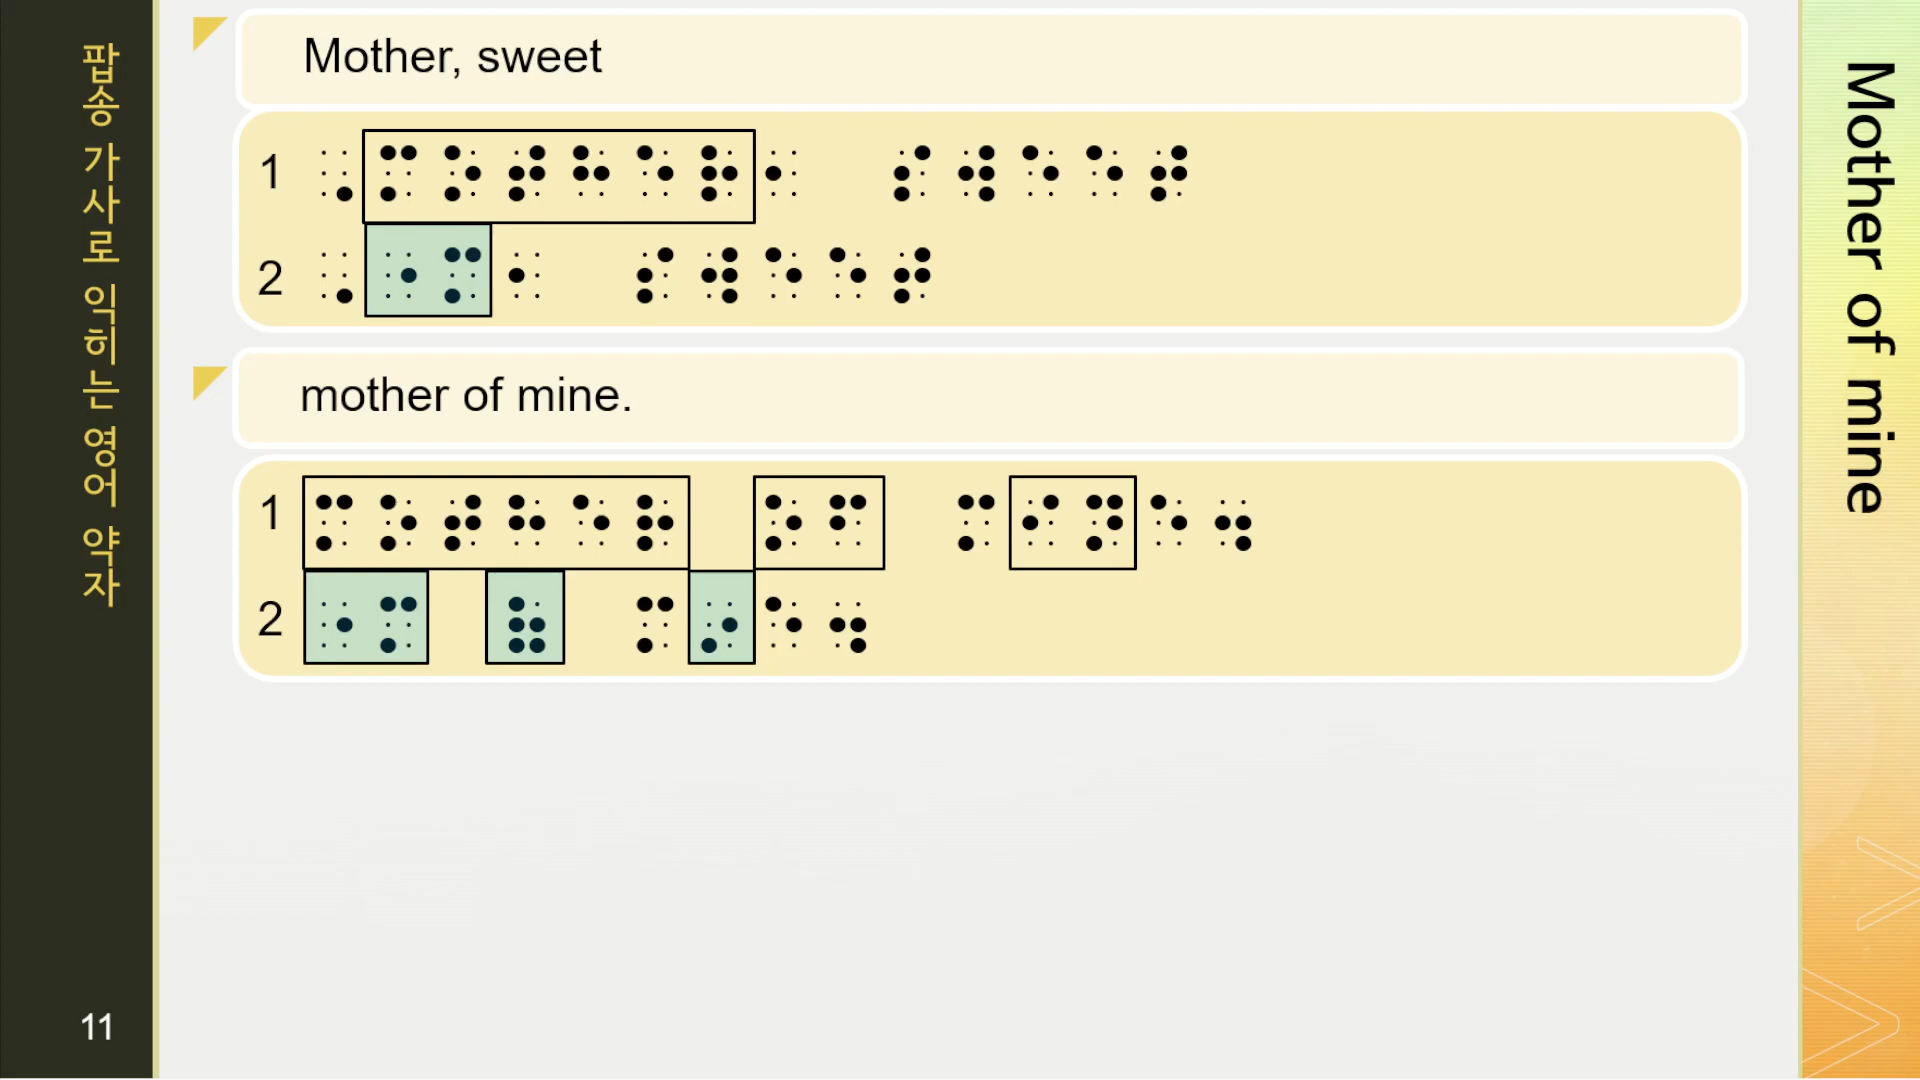 팝송 가사로 익히는 영어 약자
Mother, sweet
1 ⠠⠍⠕⠞⠓⠑⠗⠂ ⠎⠺⠑⠑⠞
2 ⠠⠐⠍⠂ ⠎⠺⠑⠑⠞
mother of mine.
1 ⠍⠕⠞⠓⠑⠗ ⠕⠋ ⠍⠊⠝⠑⠲
2 ⠐⠍ ⠷ ⠍⠔⠑⠲
Mother of mine
11